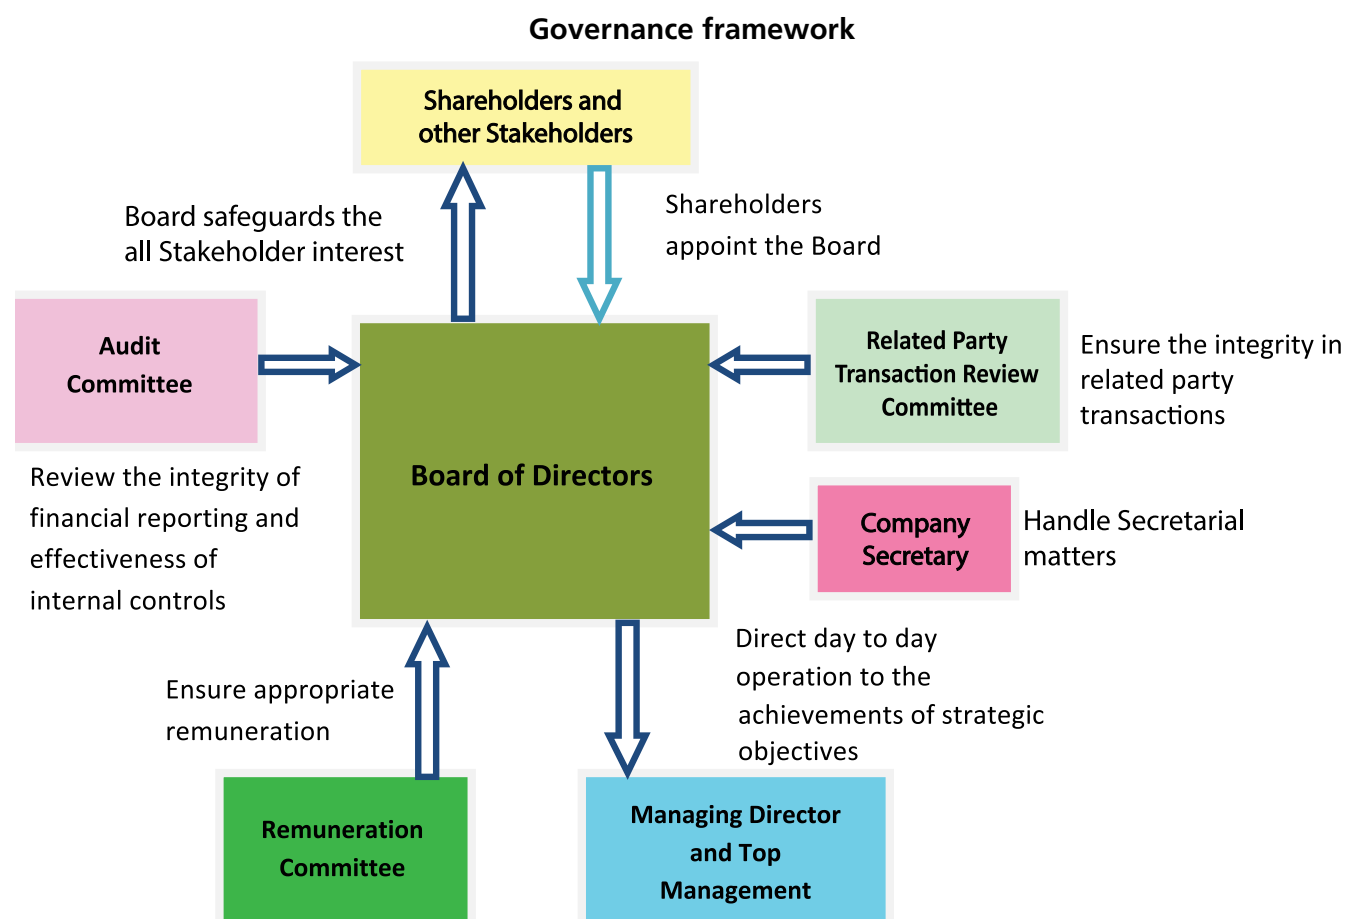 Governance framework
Shareholders and
other Stakeholders
Board safeguards the
all Stakeholder interest
Shareholders
appoint the Board
Audit
Committee
Related Party
Transaction Review
Committee
Ensure the integrity in
related party
transactions
Board of Directors
Review the integrity of
financial reporting and
effectiveness of
internal controls
Company
Secretary
Handle Secretarial
matters
Ensure appropriate
remuneration
Direct day to day
operation to the
achievements of strategic
objectives
Remuneration
Committee
Managing Director
and Top
Management